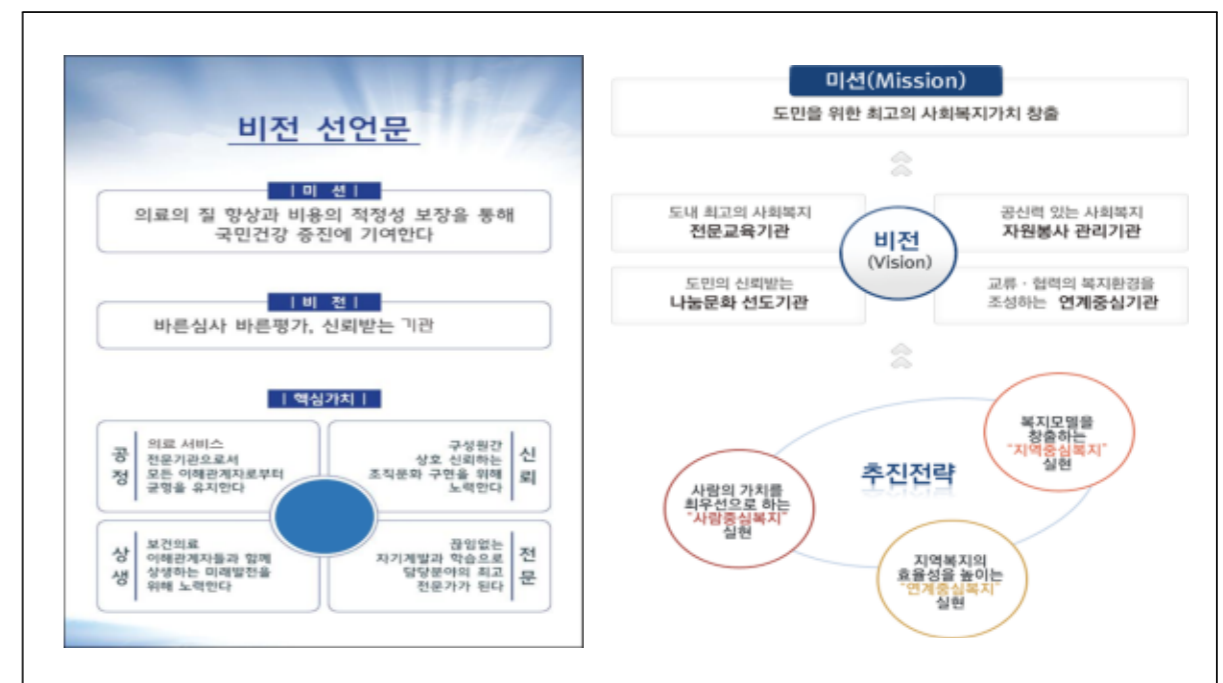 비전 선언문
| 미 션 |
의료의 질 향상과 비용의 적정성 보장을 통해
국민건강 증진에 기여한다
| 비 전 |
바른심사 바른평가, 신뢰받는 기관
| 핵심가치 |
공정
의료 서비스
전문기관으로서
모든 이해관계자로부터
균형을 유지한다
구성원간
상호 신뢰하는
조직문화 구현을 위해
노력한다
신뢰
상생
보건의료
이해관계자들과 함께
상생하는 미래발전을
위해 노력한다
끊임없는
자기계발과 학습으로
담당분야의 최고
전문가가 된다
전문
미션(Mission)
도민을 위한 최고의 사회복지가치 창출
도내 최고의 사회복지
전문교육기관
공신력 있는 사회복지
자원봉사 관리기관
비전
(Vision)
도민의 신뢰받는
나눔문화 선도기관
교류 · 협력의 복지환경을
조성하는 연계중심기관
복지모델을
창출하는
"지역중심복지"
실현
추진전략
사람의 가치를
최우선으로 하는
"사람중심복지"
실현
지역복지의
효율성을 높이는
"연계중심복지"
실현